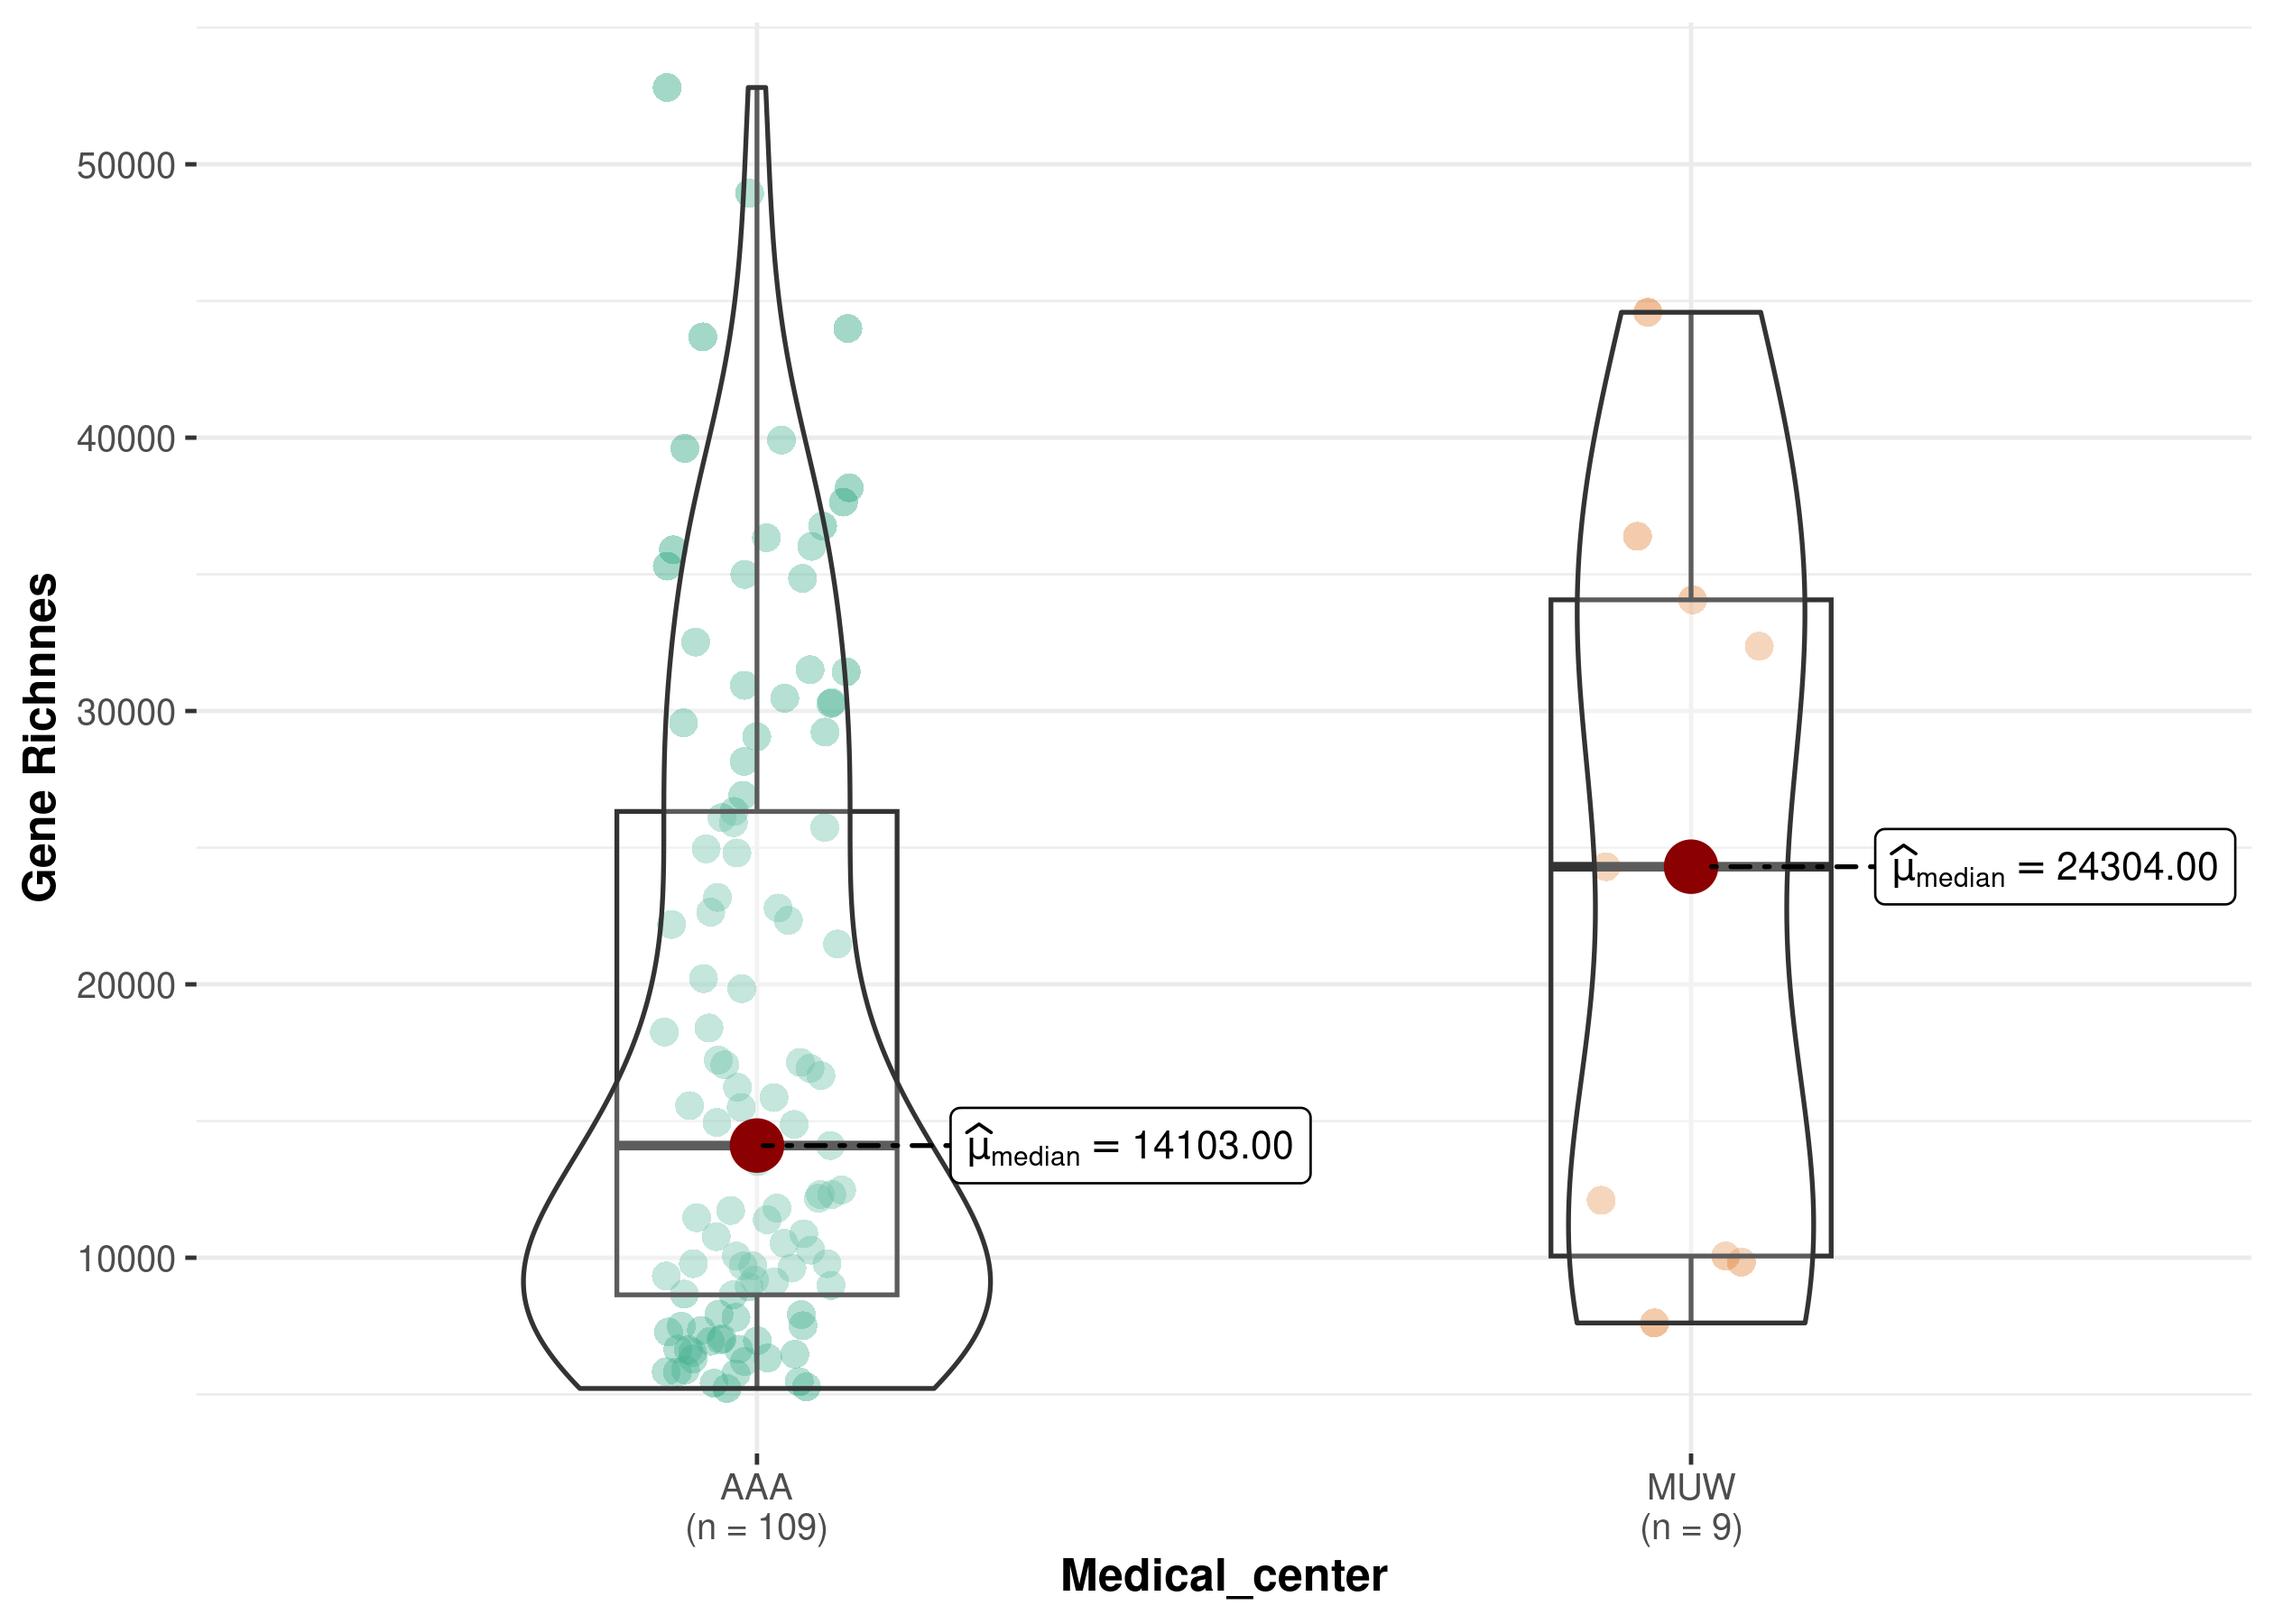 Gene Richnnes
50000
40000
30000
20000
10000
μ̂median = 14103.00
μ̂median = 24304.00
AAA
(n = 109)
MUW
(n = 9)
Medical_center